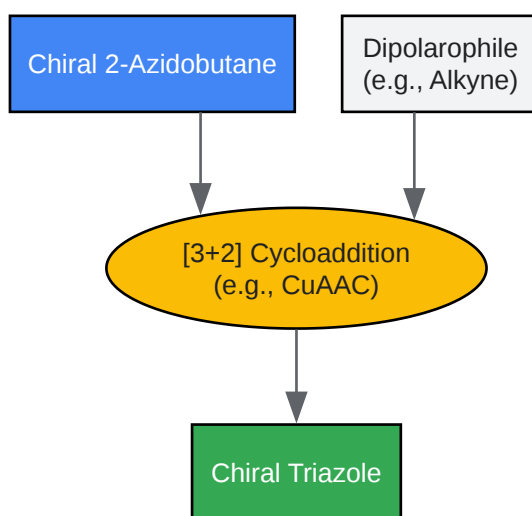 Chiral 2-Azidobutane
Dipolarophile
(e.g., Alkyne)
[3+2] Cycloaddition
(e.g., CuAAC)
Chiral Triazole